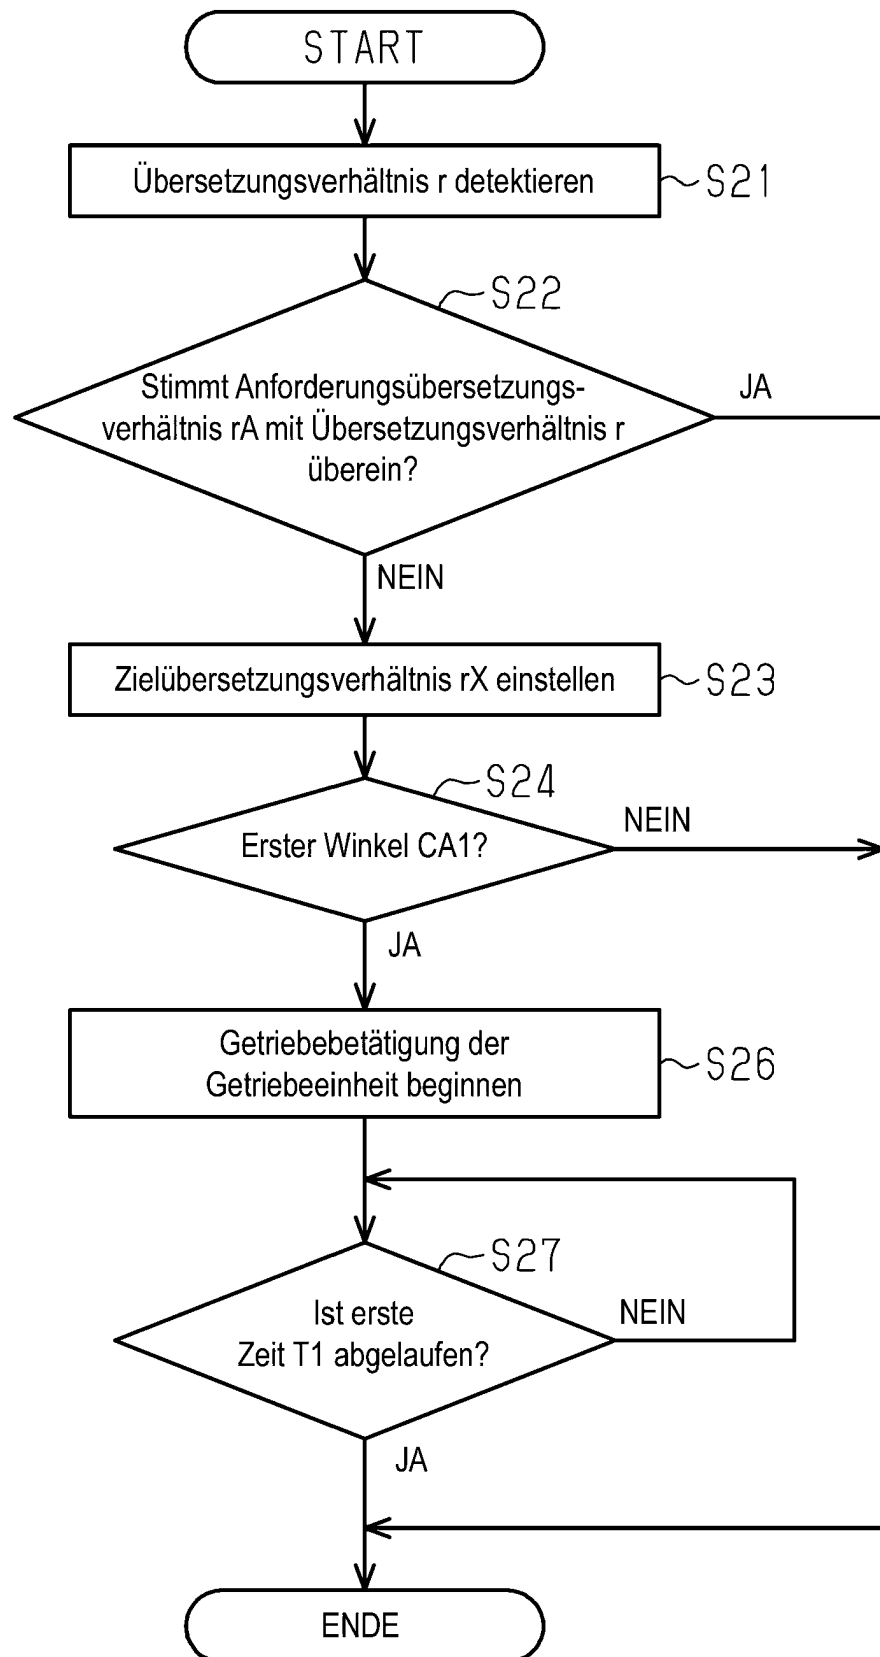 START
Übersetzungsverhältnis r detektieren
S21
S22
Stimmt Anforderungsübersetzungs-
verhältnis rA mit Übersetzungsverhältnis r
überein?
JA
NEIN
Zielübersetzungsverhältnis rX einstellen
S23
S24
Erster Winkel CA1?
NEIN
JA
Getriebebetätigung der
Getriebeeinheit beginnen
S26
S27
Ist erste
Zeit T1 abgelaufen?
NEIN
JA
ENDE